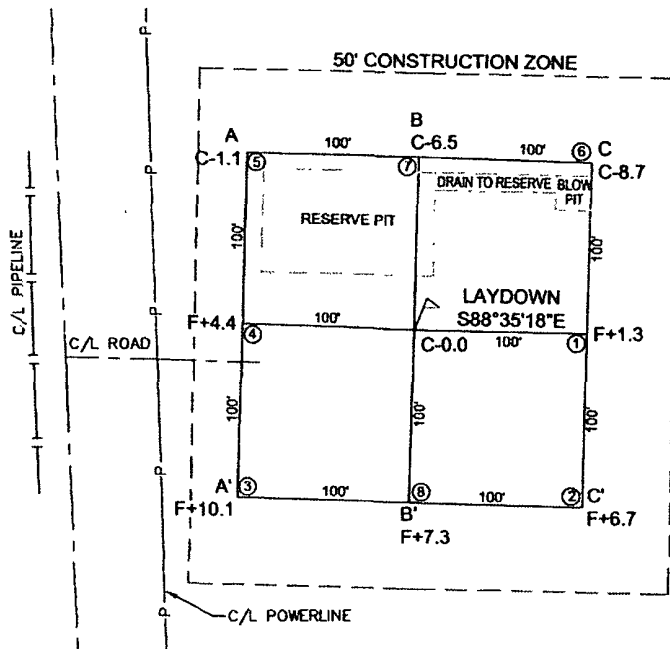 50' CONSTRUCTION ZONE
A
B
C
C-1.1
C-6.5
C-8.7
100'
100'
5
7
6
DRAIN TO RESERVE
BLOW
PIT
RESERVE PIT
100'
100'
C/L PIPELINE
LAYDOWN
S88°35'18"E
F+4.4
100'
100'
F+1.3
4
C-0.0
1
C/L ROAD
100'
100'
100'
A'
3
100'
8
100'
2
C'
F+10.1
B'
F+6.7
F+7.3
C/L POWERLINE
P
P
P
P
P